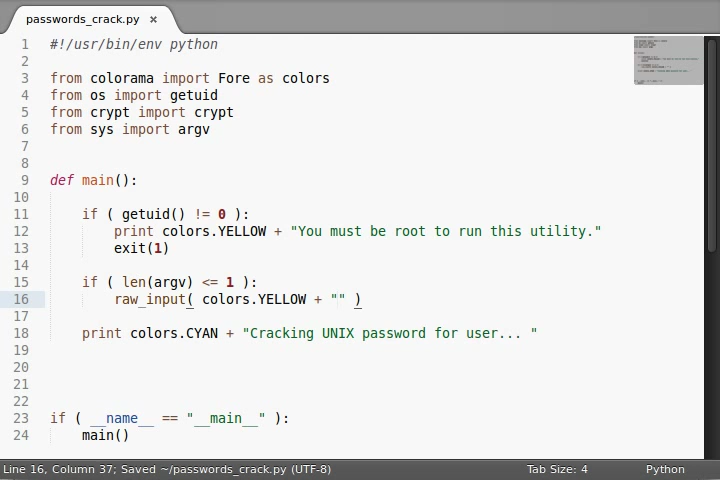 passwords_crack.py ×
1 #!/usr/bin/env python
2
3 from colorama import Fore as colors
4 from os import getuid
5 from crypt import crypt
6 from sys import argv
7
8
9 def main():
10
11     if ( getuid() != 0 ):
12         print colors.YELLOW + "You must be root to run this utility."
13         exit(1)
14
15     if ( len(argv) <= 1 ):
16         raw_input( colors.YELLOW + "" )
17
18     print colors.CYAN + "Cracking UNIX password for user... "
19
20
21
22
23 if ( __name__ == "__main__" ):
24     main()
Line 16, Column 37; Saved ~/passwords_crack.py (UTF-8) Tab Size: 4 Python